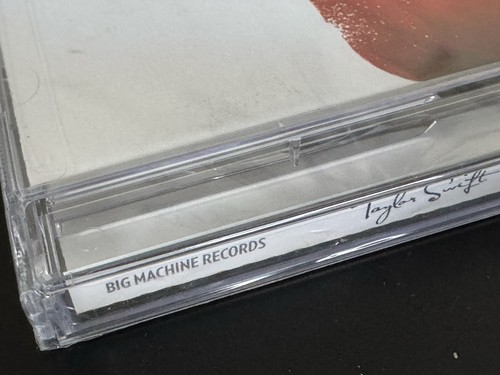 BIG MACHINE RECORDS
Taylor Swift